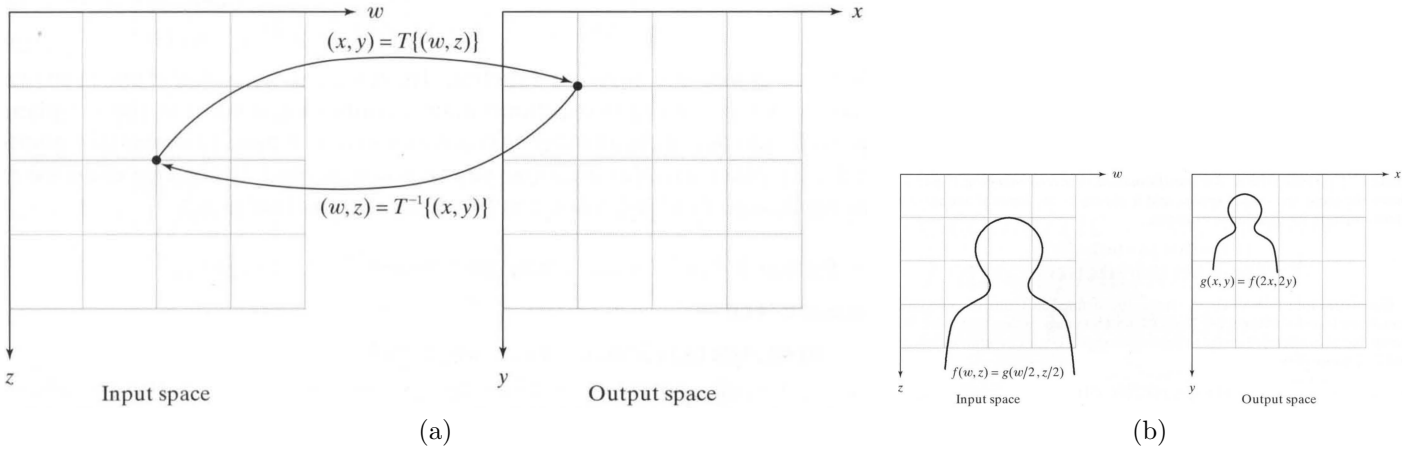 w
(x, y) = T{(w, z)}
(w, z) = T⁻¹{(x, y)}
z
Input space
x
y
Output space
(a)
w
f(w, z) = g(w/2, z/2)
z
Input space
x
g(x, y) = f(2x, 2y)
y
Output space
(b)